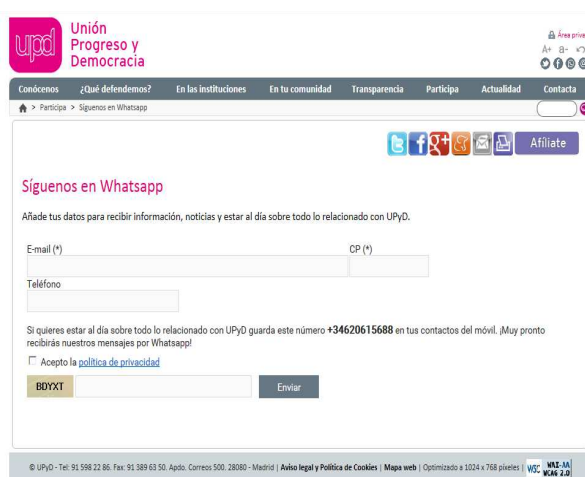 upd
Unión
Progreso y
Democracia
Área priva
A+ a-
Conócenos ¿Qué defendemos? En las instituciones En tu comunidad Transparencia Participa Actualidad Contacta
> Participa > Síguenos en Whatsapp
Afíliate
Síguenos en Whatsapp
Añade tus datos para recibir información, noticias y estar al día sobre todo lo relacionado con UPyD.
E-mail (*) CP (*)
Teléfono
Si quieres estar al día sobre todo lo relacionado con UPyD guarda este número +34620615688 en tus contactos del móvil. ¡Muy pronto
recibirás nuestros mensajes por Whatsapp!
Acepto la política de privacidad
BDYXT Enviar
© UPyD - Tel: 91 598 22 86. Fax: 91 389 63 50. Apdo. Correos 500. 28080 - Madrid | Aviso legal y Política de Cookies | Mapa web | Optimizado a 1024 x 768 píxeles | W3C WAI-AA
WCAG 2.0